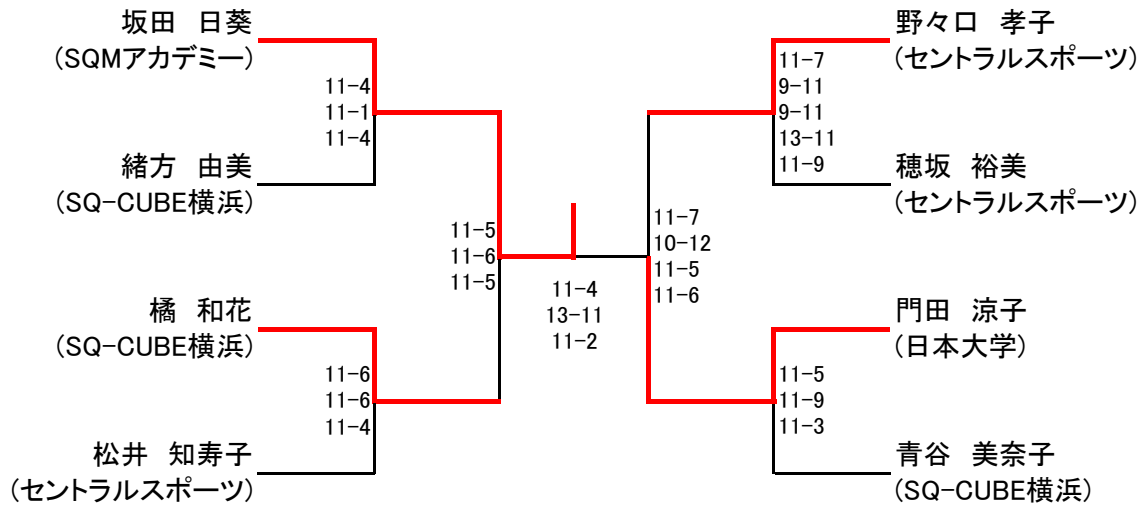 坂田　日葵
(SQMアカデミー)
11-4
11-1
11-4
緒方　由美
(SQ-CUBE横浜)
11-5
11-6
11-5
橘　和花
(SQ-CUBE横浜)
11-6
11-6
11-4
松井　知寿子
(セントラルスポーツ)
11-4
13-11
11-2
野々口　孝子
(セントラルスポーツ)
11-7
9-11
9-11
13-11
11-9
穂坂　裕美
(セントラルスポーツ)
11-7
10-12
11-5
11-6
門田　涼子
(日本大学)
11-5
11-9
11-3
青谷　美奈子
(SQ-CUBE横浜)